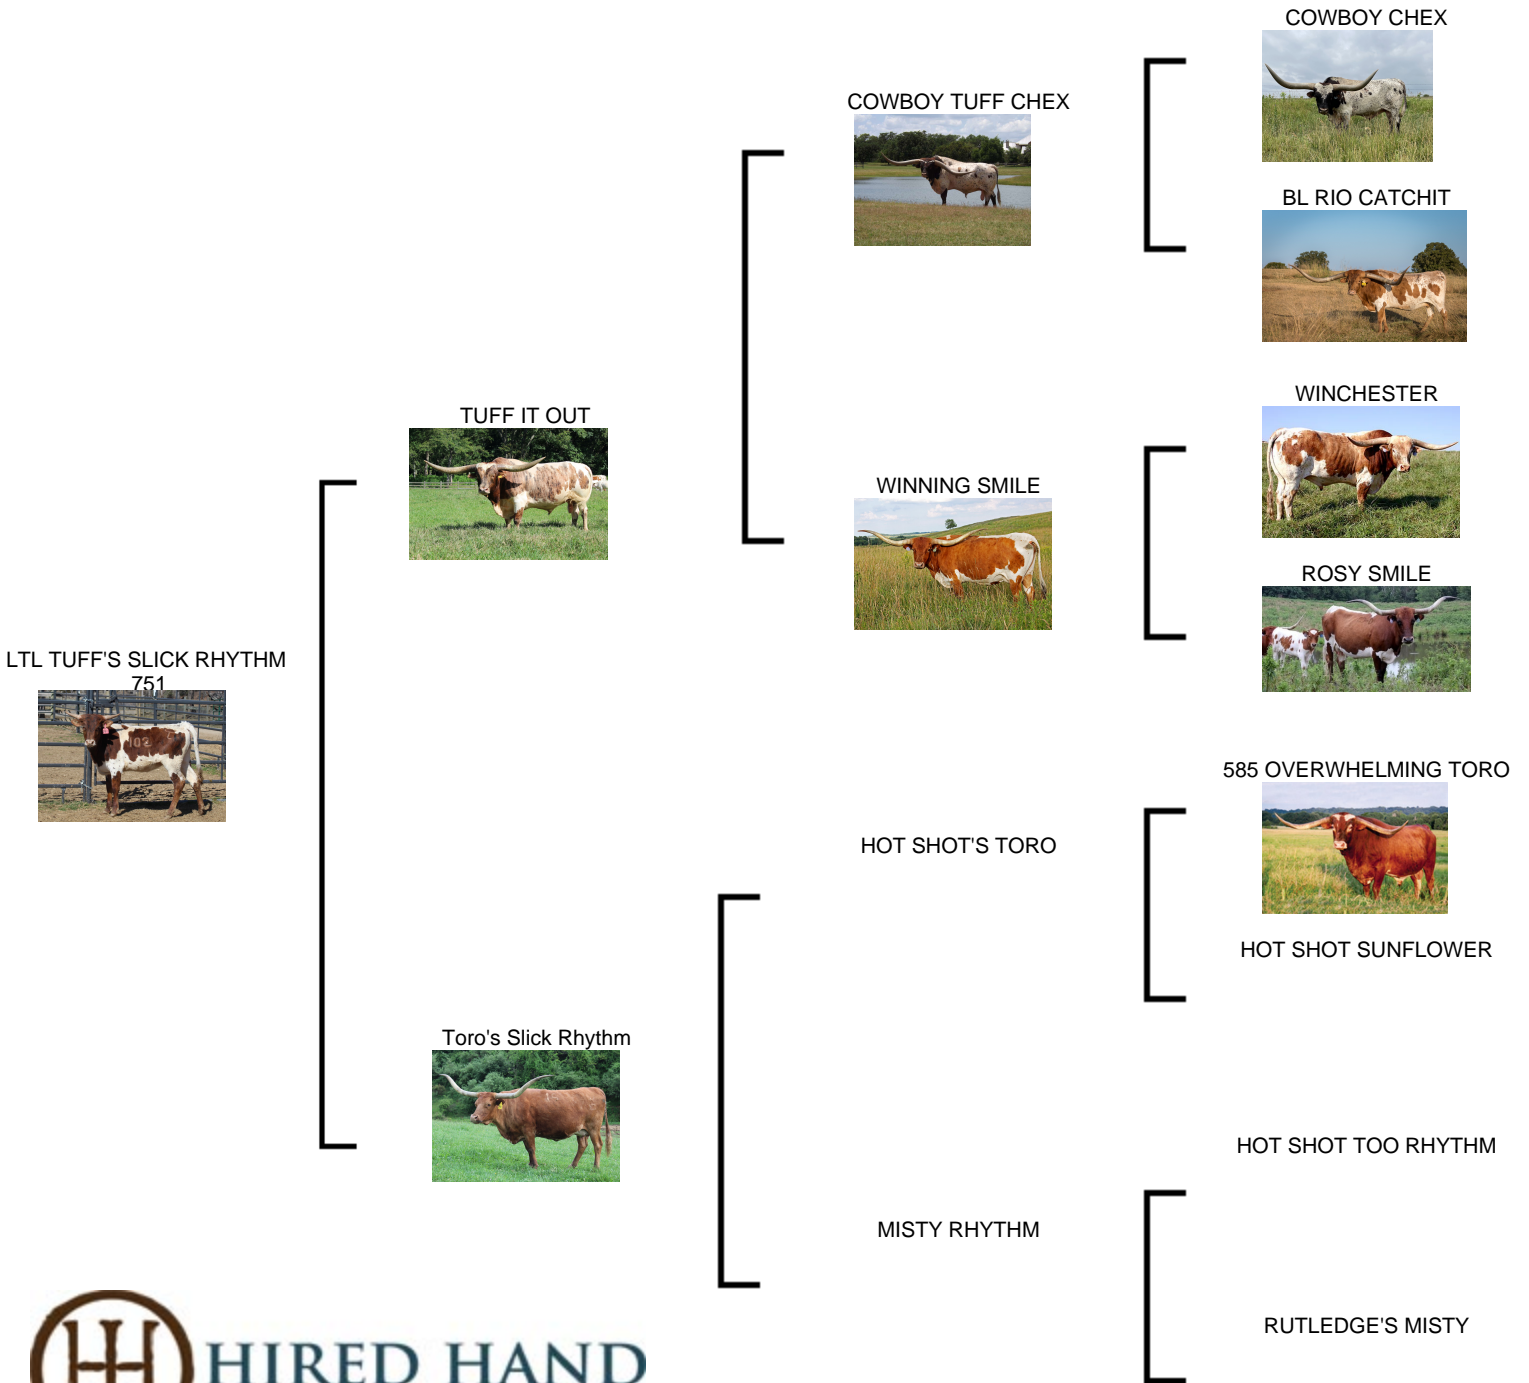 COWBOY CHEX
COWBOY TUFF CHEX
BL RIO CATCHIT
WINCHESTER
TUFF IT OUT
WINNING SMILE
ROSY SMILE
LTL TUFF'S SLICK RHYTHM
751
102
585 OVERWHELMING TORO
HOT SHOT'S TORO
HOT SHOT SUNFLOWER
Toro's Slick Rhythm
HOT SHOT TOO RHYTHM
MISTY RHYTHM
RUTLEDGE'S MISTY
HIRED HAND